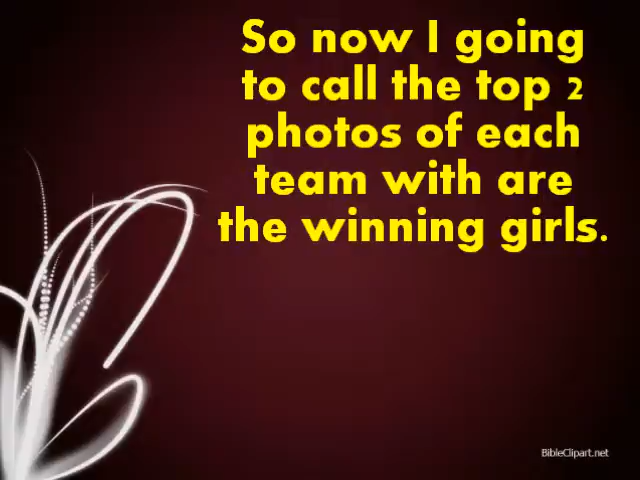 So now I going
to call the top 2
photos of each
team with are
the winning girls.
BibleClipart.net